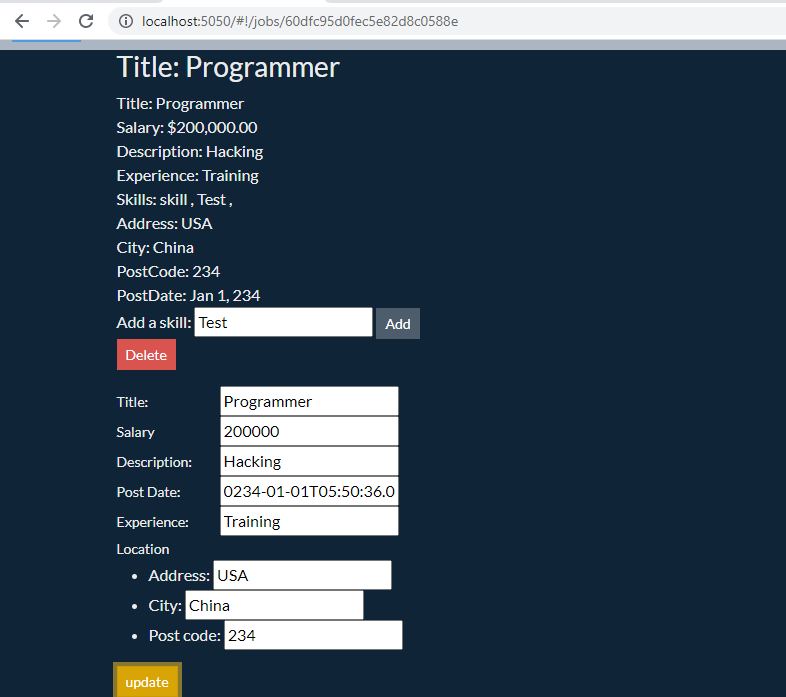 localhost:5050/#!/jobs/60dfc95d0fec5e82d8c0588e
Title: Programmer
Title: Programmer
Salary: $200,000.00
Description: Hacking
Experience: Training
Skills: skill , Test ,
Address: USA
City: China
PostCode: 234
PostDate: Jan 1, 234
Add a skill: Test Add
Delete
Title: Programmer
Salary 200000
Description: Hacking
Post Date: 0234-01-01T05:50:36.0
Experience: Training
Location
• Address: USA
• City: China
• Post code: 234
update